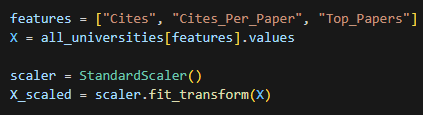 features = ["Cites", "Cites_Per_Paper", "Top_Papers"]
X = all_universities[features].values
scaler = StandardScaler()
X_scaled = scaler.fit_transform(X)